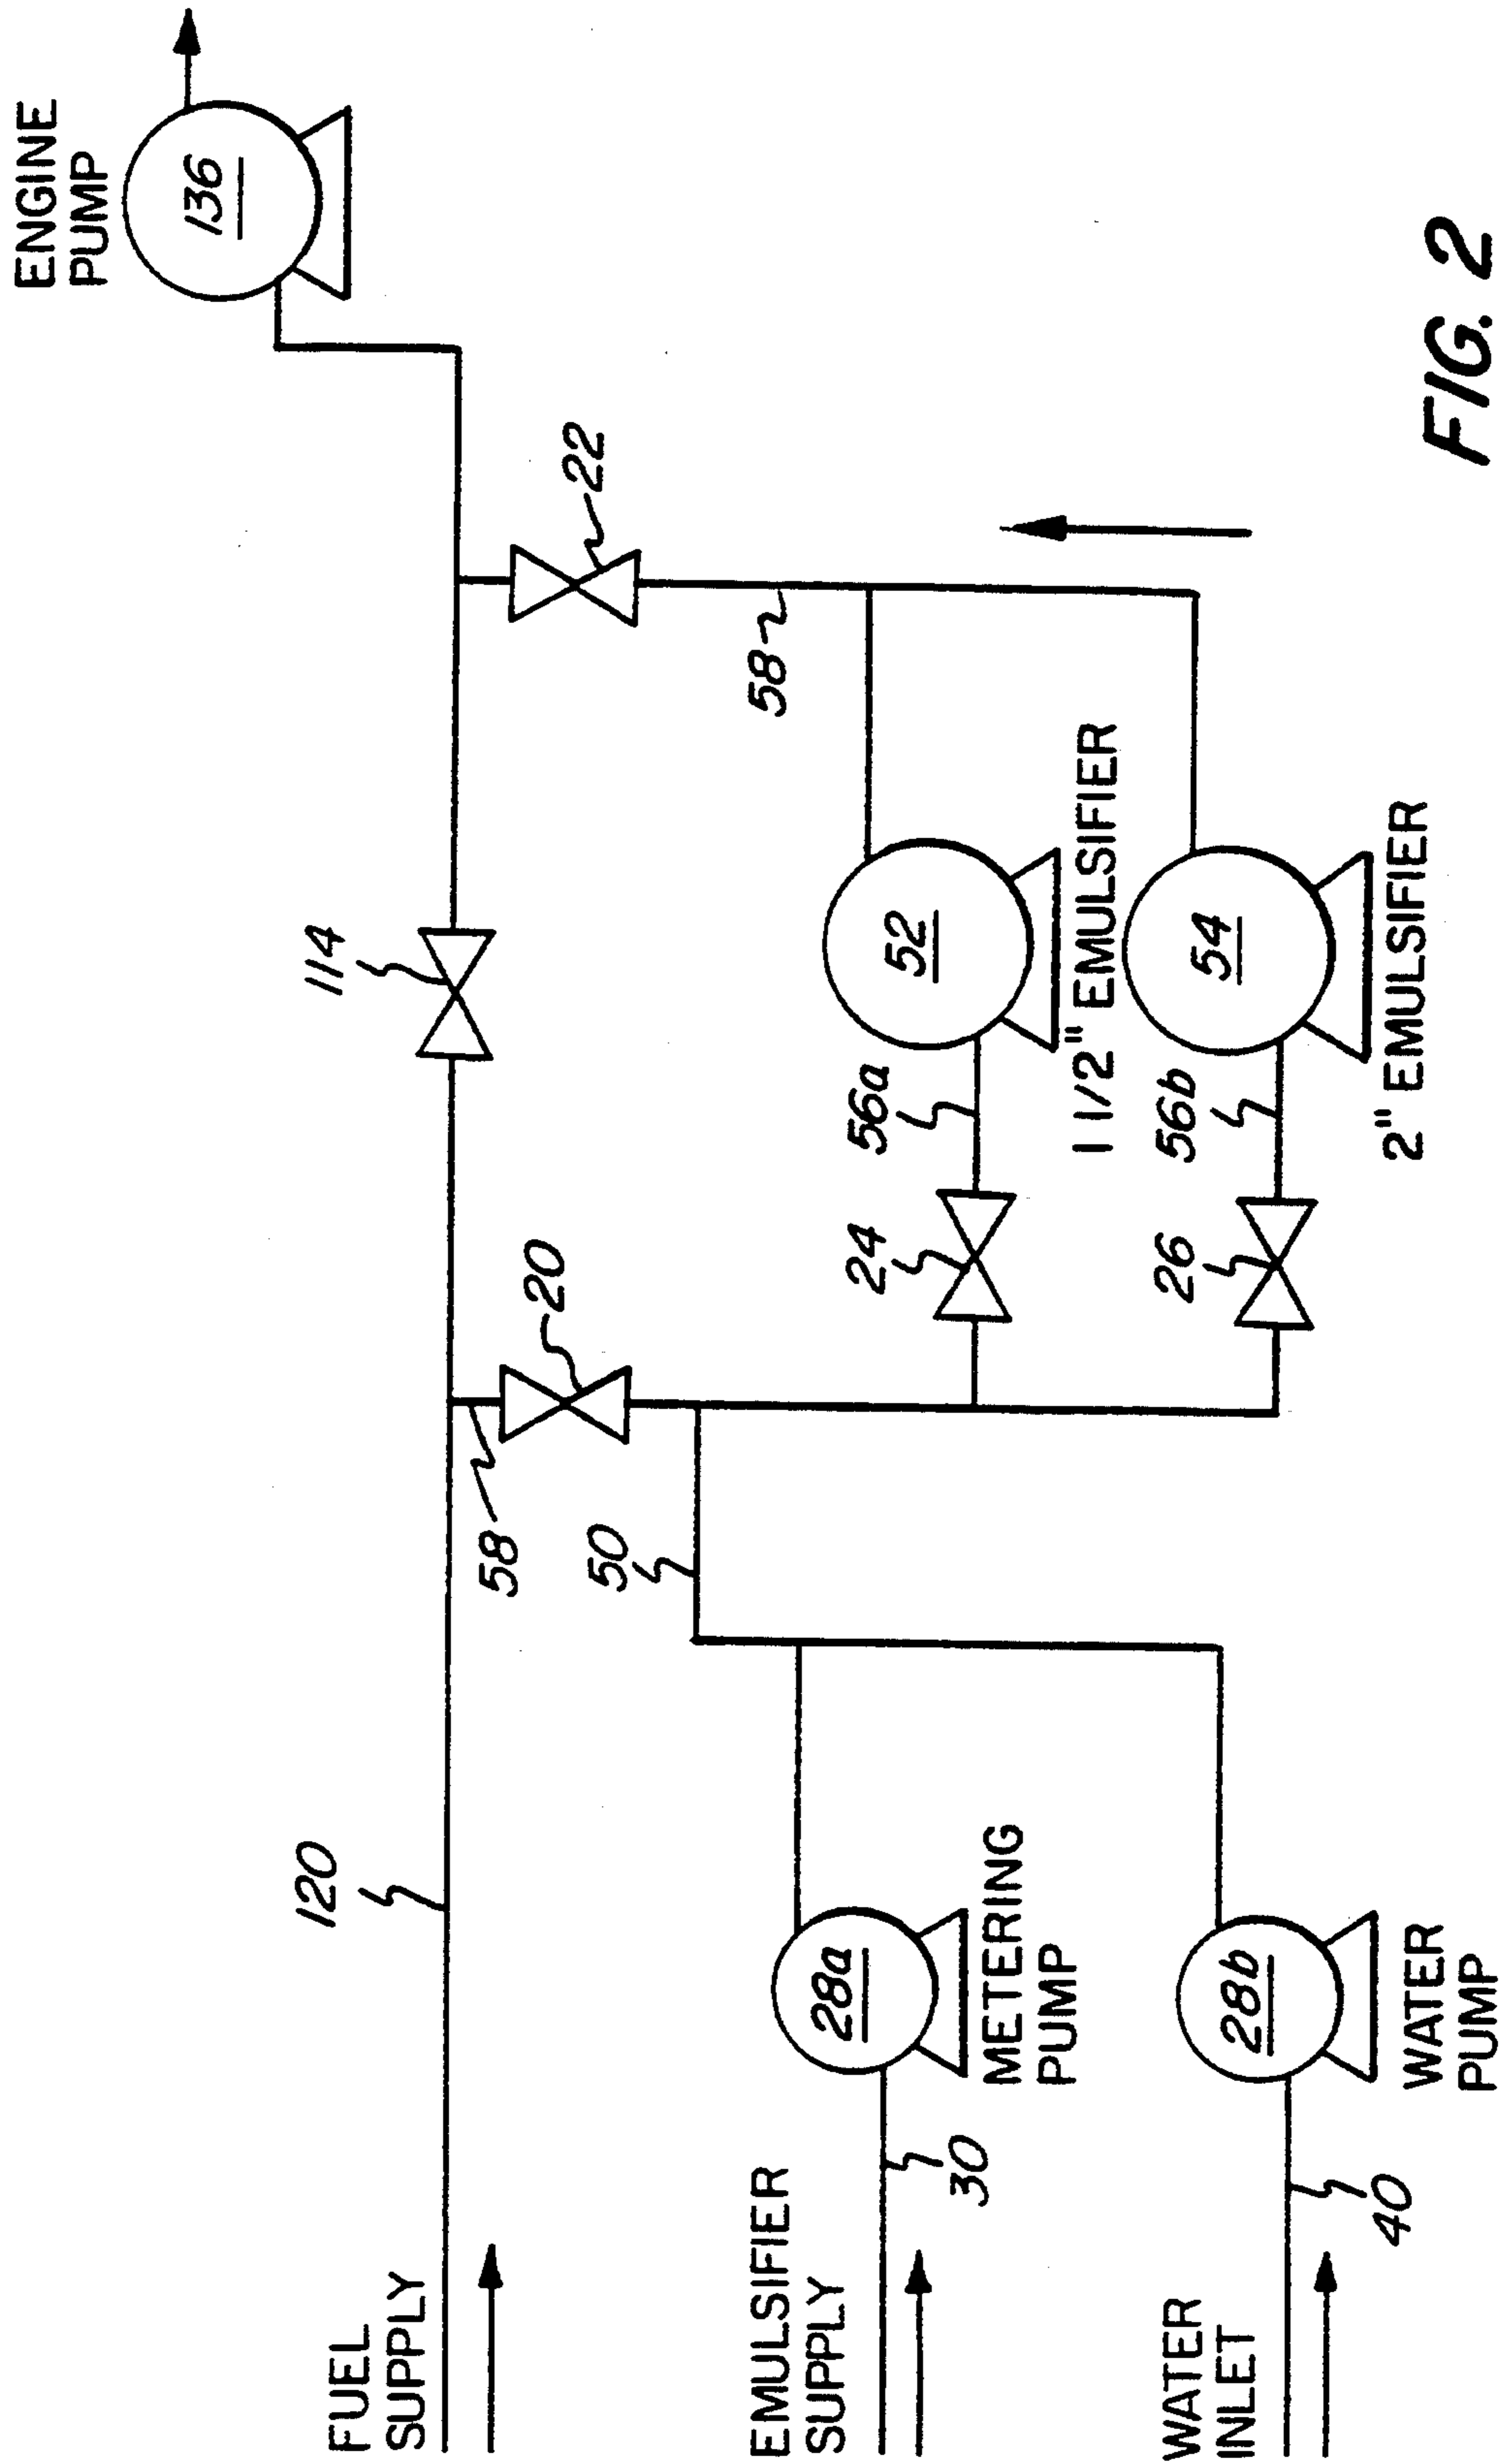 ENGINE
PUMP
136
114
22
120
58
20
58
50
24
56a
52
1 1/2" EMULSIFIER
26
56b
54
2" EMULSIFIER
FUEL
SUPPLY
EMULSIFIER
SUPPLY
30
28a
METERING
PUMP
WATER
INLET
40
28b
WATER
PUMP
FIG. 2